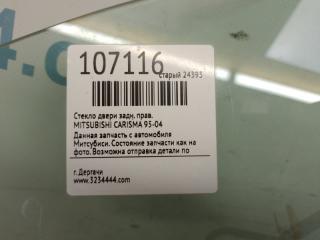 107116
старый 24393
Стекло двери задн. прав.
MITSUBISHI CARISMA 95-04
Данная запчасть с автомобиля
Митсубиси. Состояние запчасти как на
фото. Возможна отправка детали по
г. Дергачи
www.3234444.com